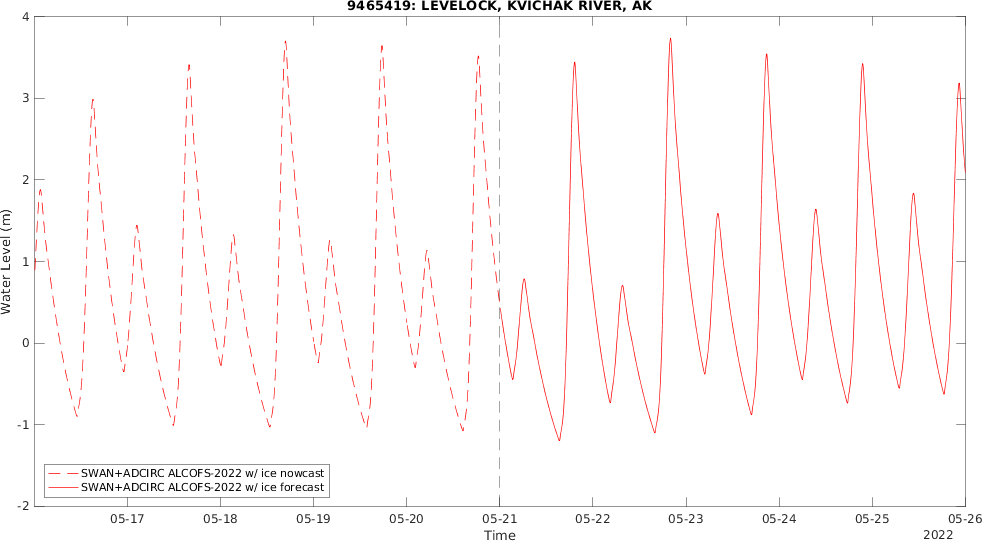 9465419: LEVELOCK, KVICHAK RIVER, AK
4
3
2
1
0
-1
-2
Water Level (m)
SWAN+ADCIRC ALCOFS-2022 w/ ice nowcast
SWAN+ADCIRC ALCOFS-2022 w/ ice forecast
05-17 05-18 05-19 05-20 05-21 05-22 05-23 05-24 05-25 05-26
Time
2022